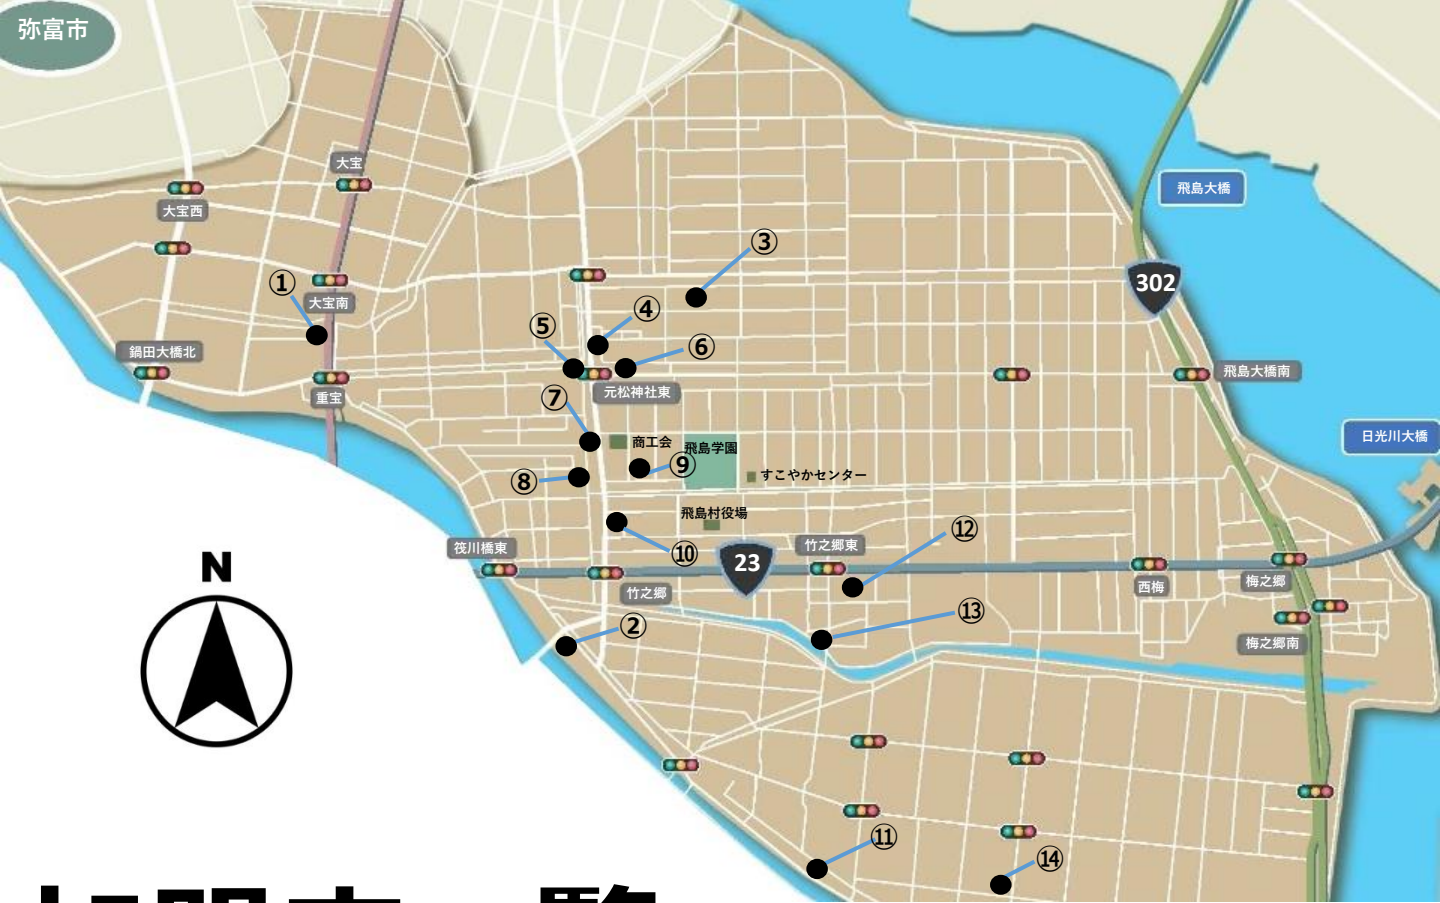 弥富市
大宝
飛島大橋
大宝西
③
302
①
大宝南
④
⑤
⑥
鍋田大橋北
飛島大橋南
重宝
元松神社東
⑦
商工会
飛島学園
日光川大橋
⑨
すこやかセンター
⑧
飛島村役場
⑫
筏川橋東
⑩
竹之郷東
N
23
竹之郷
西梅
梅之郷
②
⑬
梅之郷南
⑪
⑭